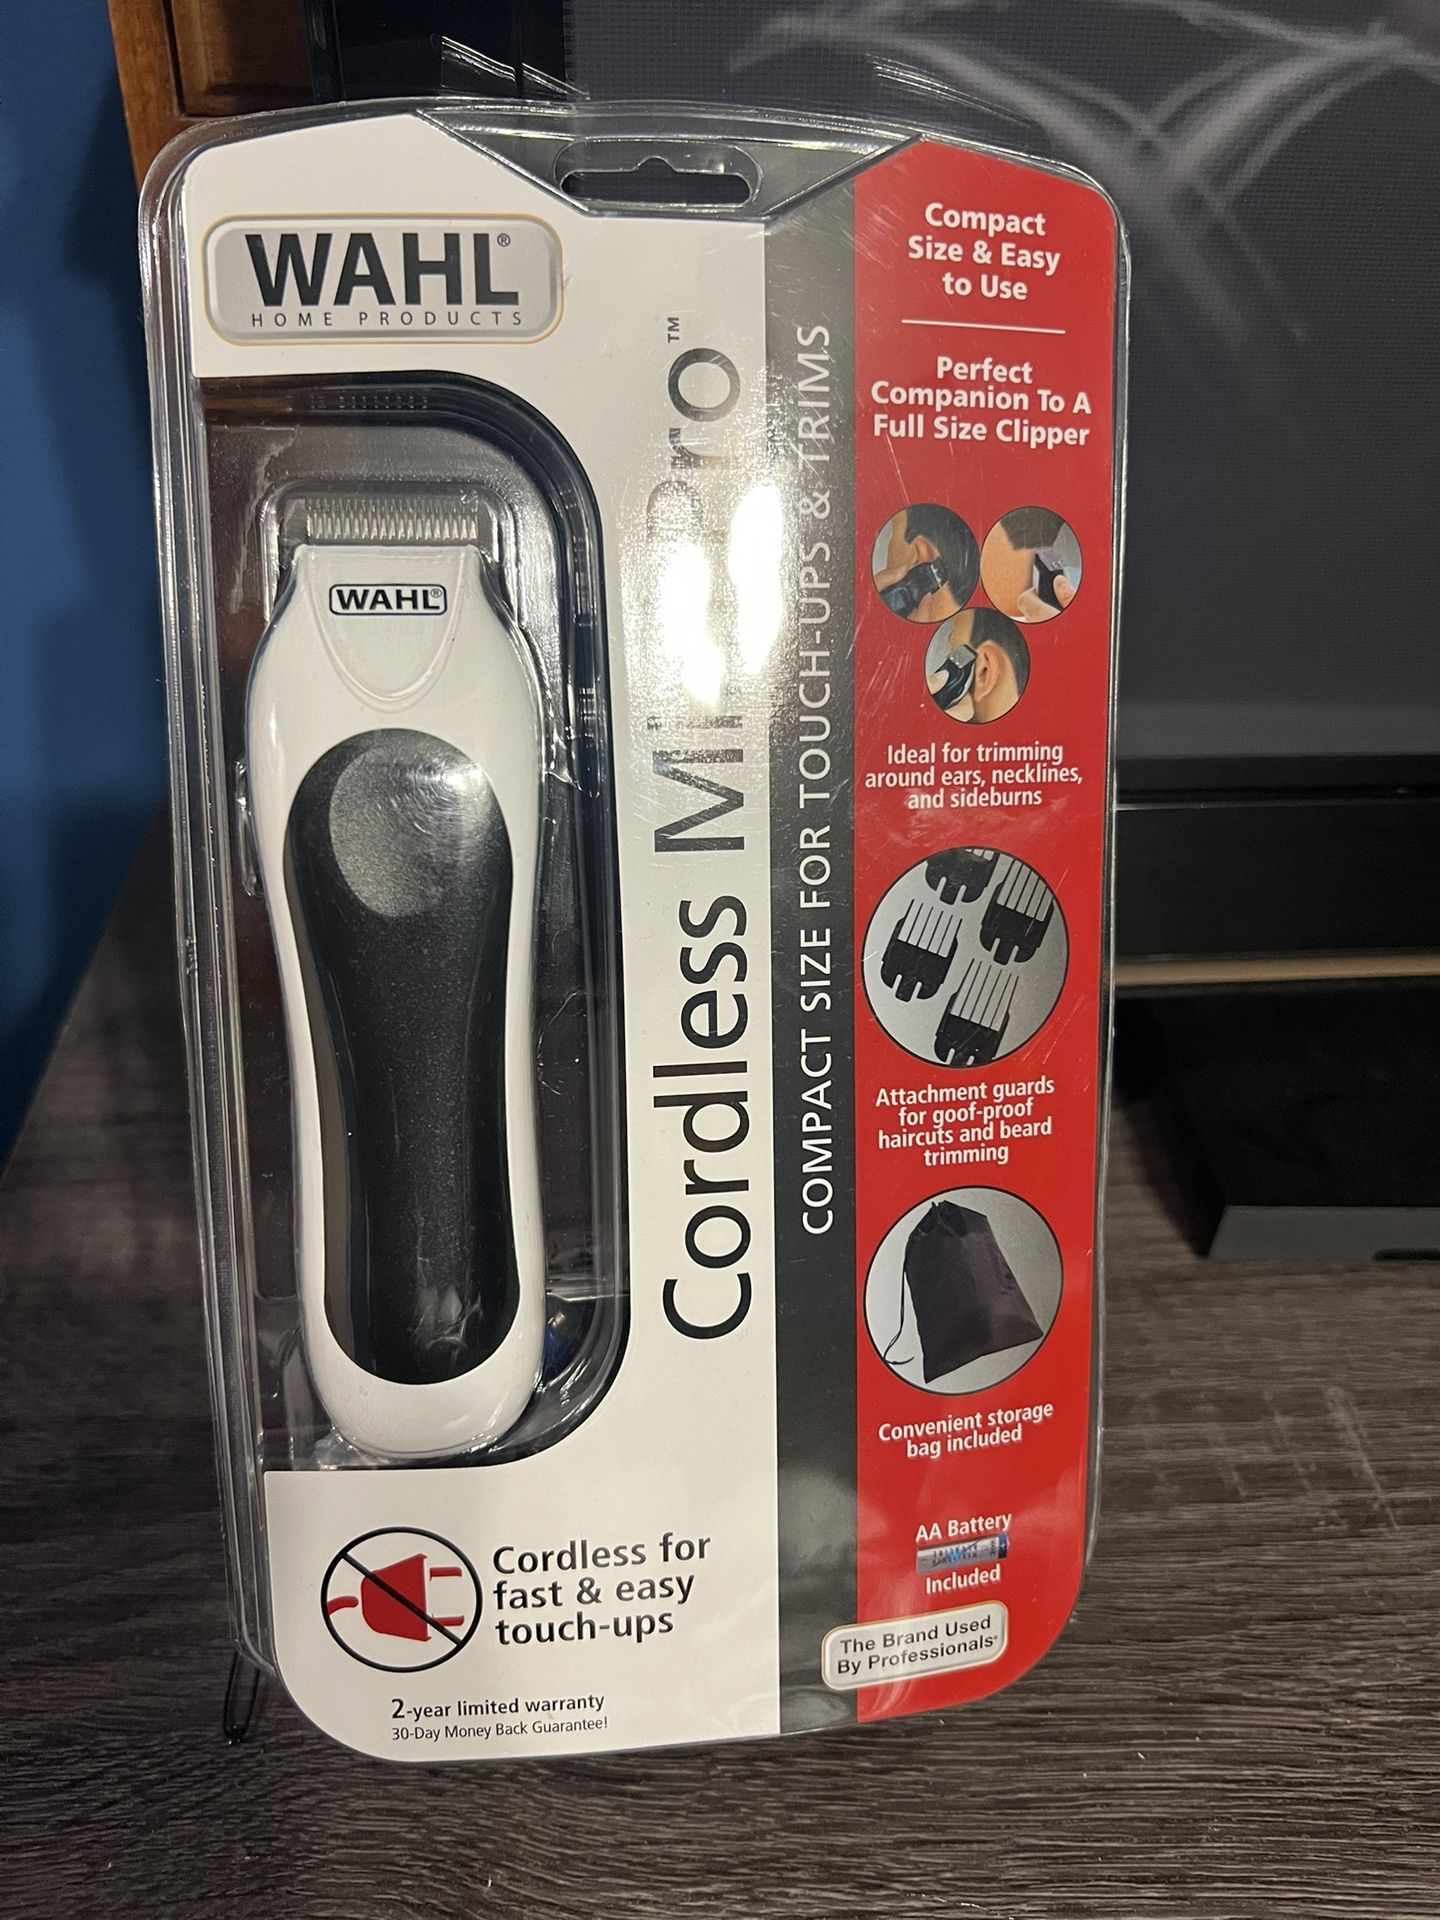 WAHL®
HOME PRODUCTS
WAHL®
Cordless Mini Pro™
COMPACT SIZE FOR TOUCH-UPS & TRIMS
Compact
Size & Easy
to Use
Perfect
Companion To A
Full Size Clipper
Ideal for trimming
around ears, necklines,
and sideburns
Attachment guards
for goof-proof
haircuts and beard
trimming
Convenient storage
bag included
AA Battery
Included
The Brand Used
By Professionals®
Cordless for
fast & easy
touch-ups
2-year limited warranty
30-Day Money Back Guarantee!